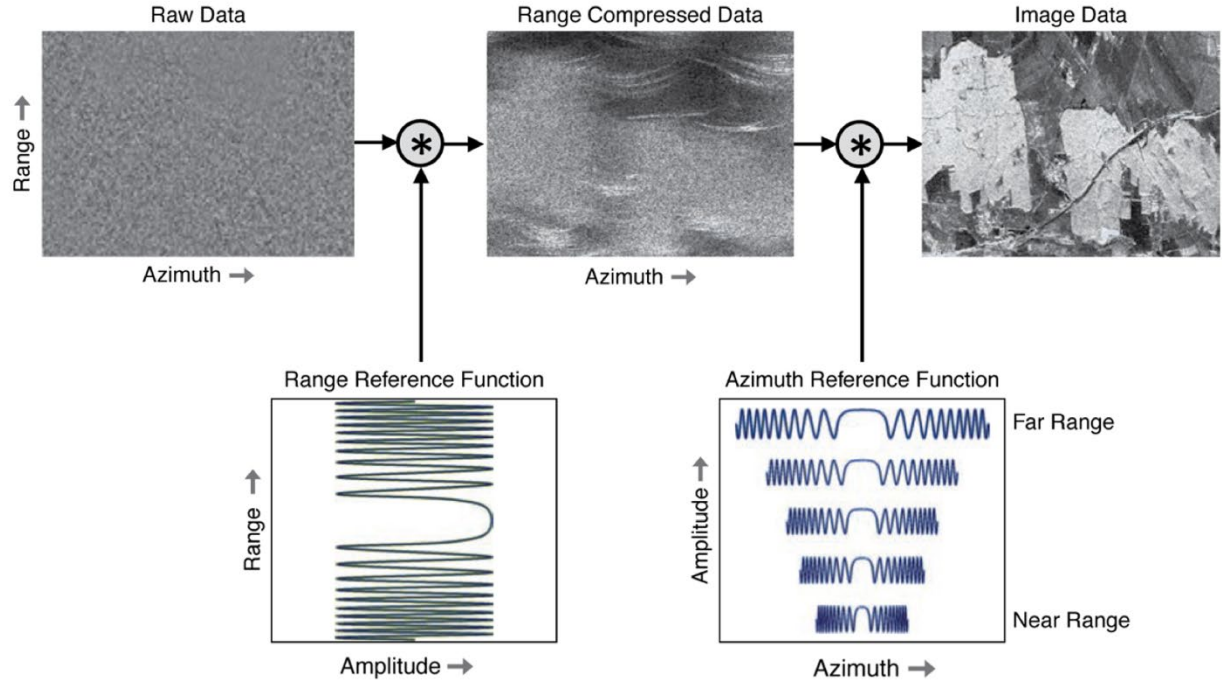 Raw Data
Range Compressed Data
Image Data
Range →
*
*
Azimuth →
Azimuth →
Range Reference Function
Azimuth Reference Function
Range →
Amplitude →
Far Range
Near Range
Amplitude →
Azimuth →